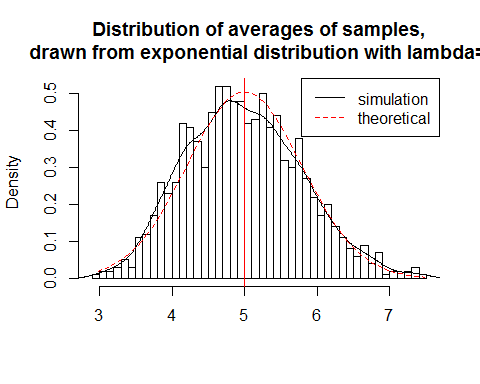 Distribution of averages of samples,
drawn from exponential distribution with lambda=
simulation
theoretical
Density
0.5
0.4
0.3
0.2
0.1
0.0
3 4 5 6 7